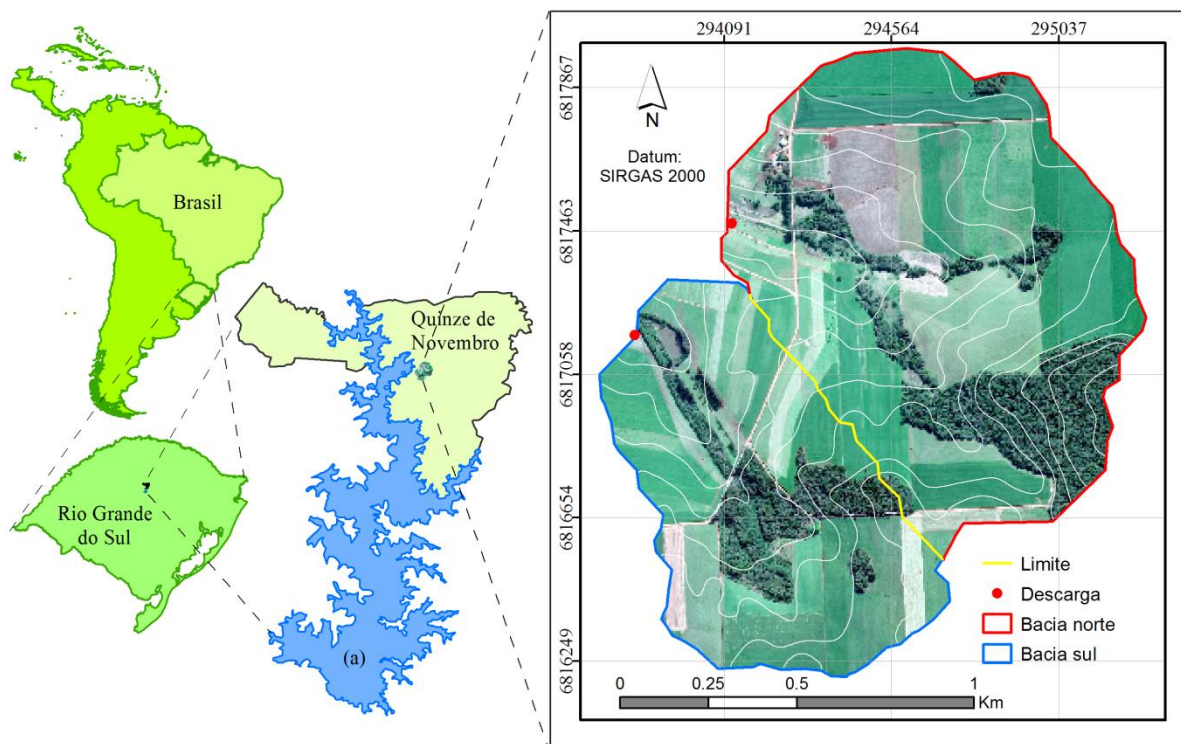 Brasil
Quinze de
Novembro
Rio Grande
do Sul
(a)
294091 294564 295037
6817867
6817463
6817058
6816654
6816249
N
Datum:
SIRGAS 2000
Limite
Descarga
Bacia norte
Bacia sul
0 0.25 0.5 1
Km